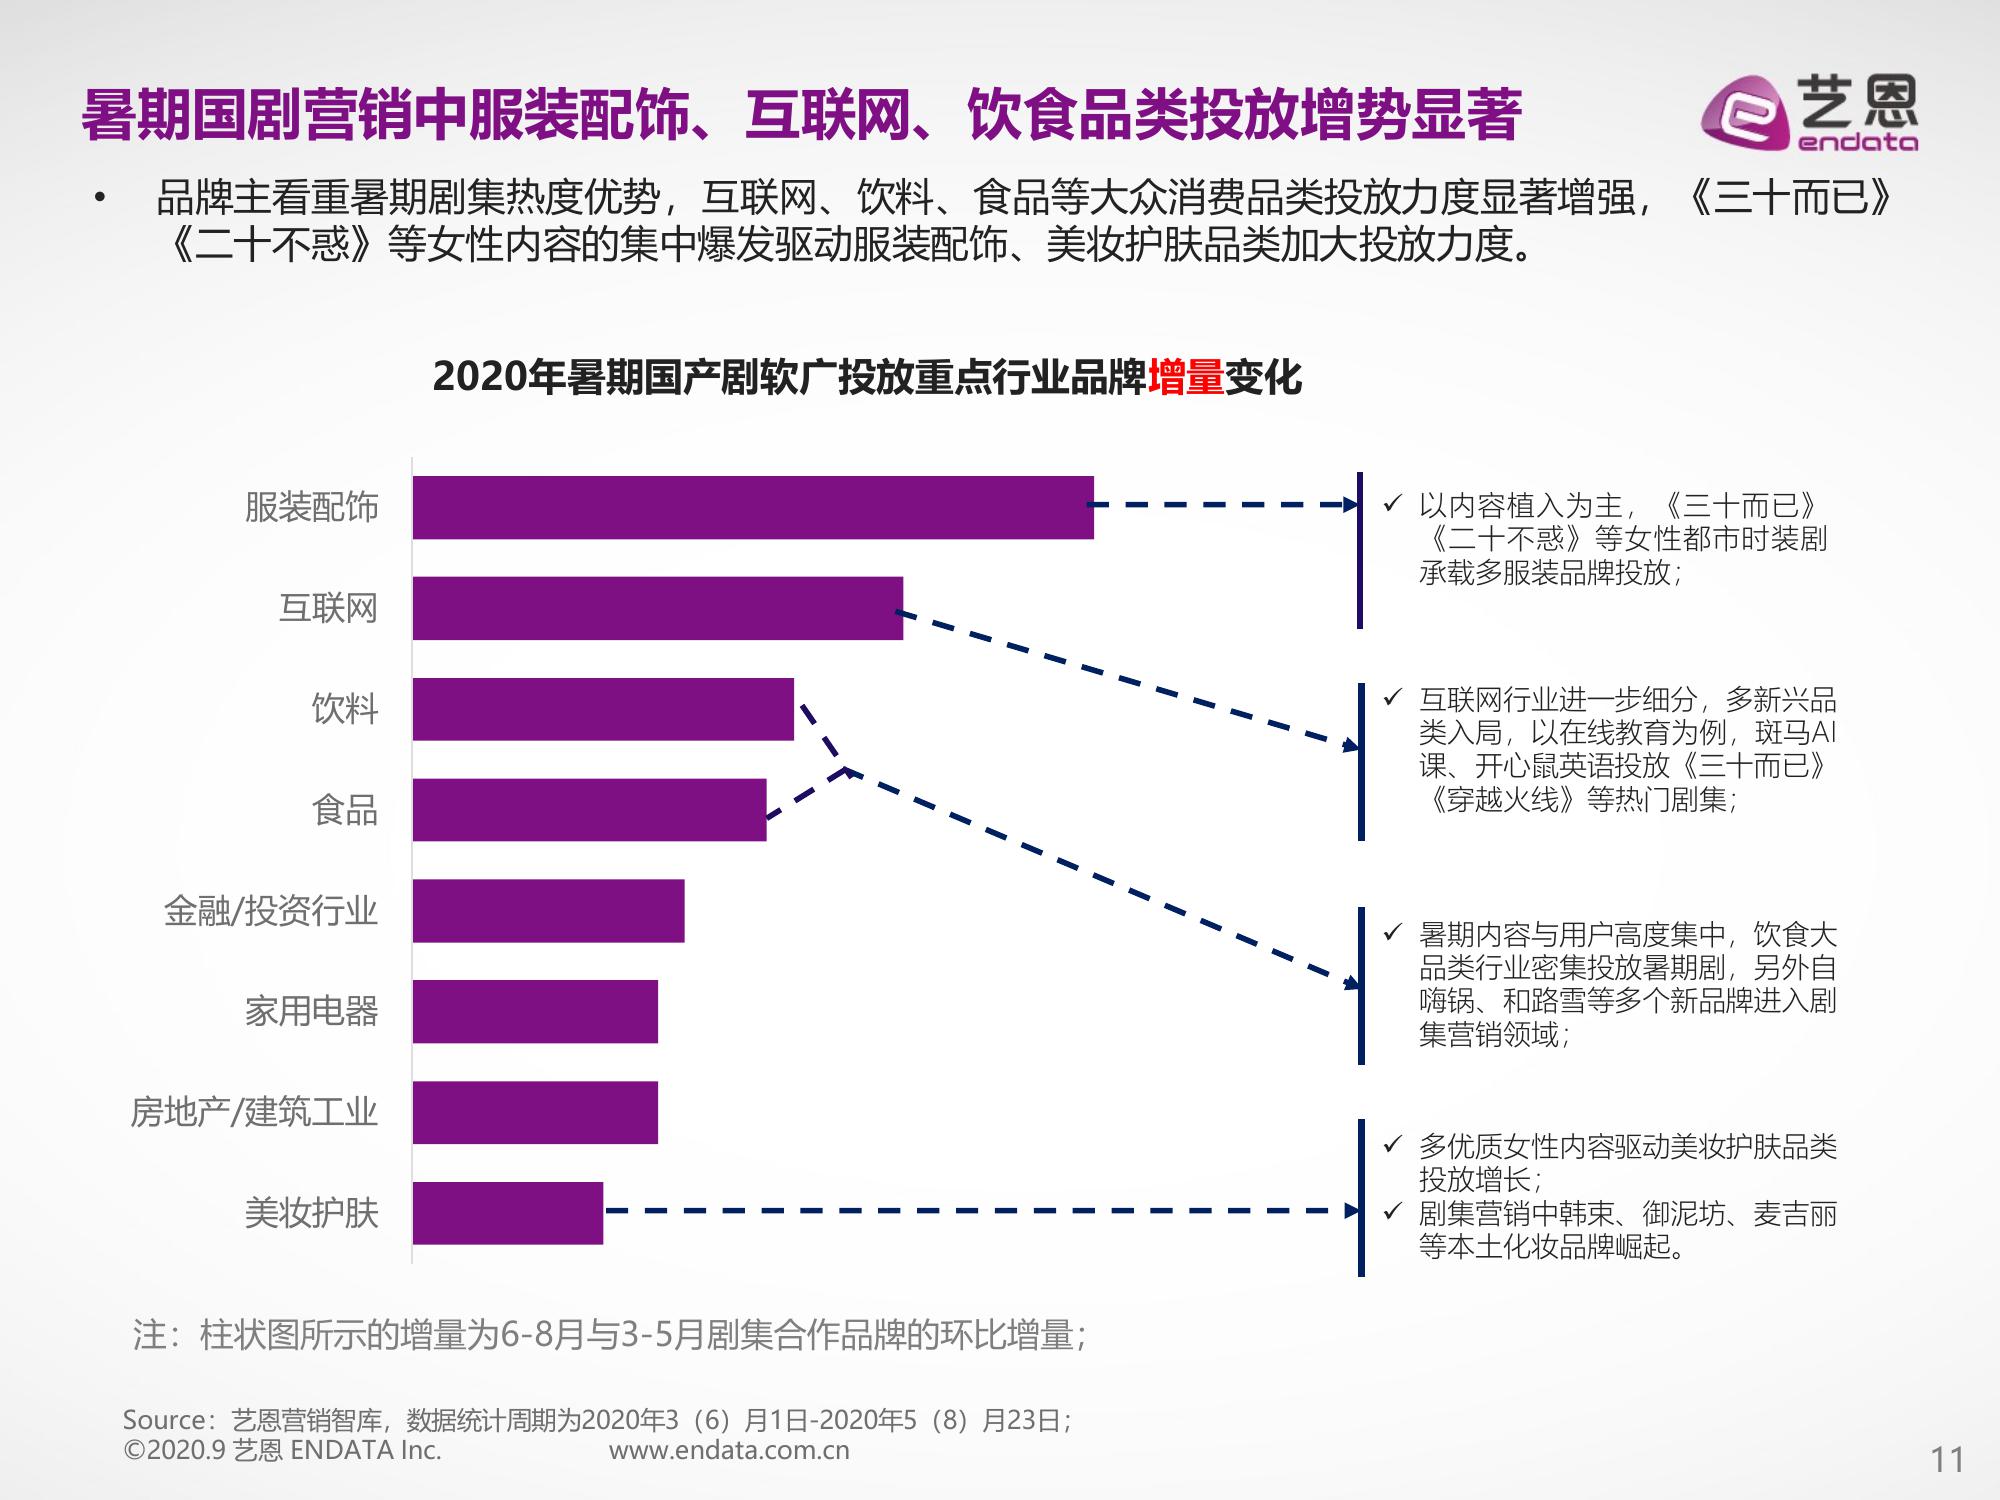 暑期国剧营销中服装配饰、互联网、饮食品类投放增势显著
艺恩
endata
• 品牌主看重暑期剧集热度优势，互联网、饮料、食品等大众消费品类投放力度显著增强，《三十而已》
《二十不惑》等女性内容的集中爆发驱动服装配饰、美妆护肤品类加大投放力度。
2020年暑期国产剧软广投放重点行业品牌增量变化
服装配饰
互联网
饮料
食品
金融/投资行业
家用电器
房地产/建筑工业
美妆护肤
✓ 以内容植入为主，《三十而已》
《二十不惑》等女性都市时装剧
承载多服装品牌投放；
✓ 互联网行业进一步细分，多新兴品
类入局，以在线教育为例，斑马AI
课、开心鼠英语投放《三十而已》
《穿越火线》等热门剧集；
✓ 暑期内容与用户高度集中，饮食大
品类行业密集投放暑期剧，另外自
嗨锅、和路雪等多个新品牌进入剧
集营销领域；
✓ 多优质女性内容驱动美妆护肤品类
投放增长；
✓ 剧集营销中韩束、御泥坊、麦吉丽
等本土化妆品牌崛起。
注：柱状图所示的增量为6-8月与3-5月剧集合作品牌的环比增量；
Source：艺恩营销智库，数据统计周期为2020年3（6）月1日-2020年5（8）月23日；
©2020.9 艺恩 ENDATA Inc. www.endata.com.cn
11